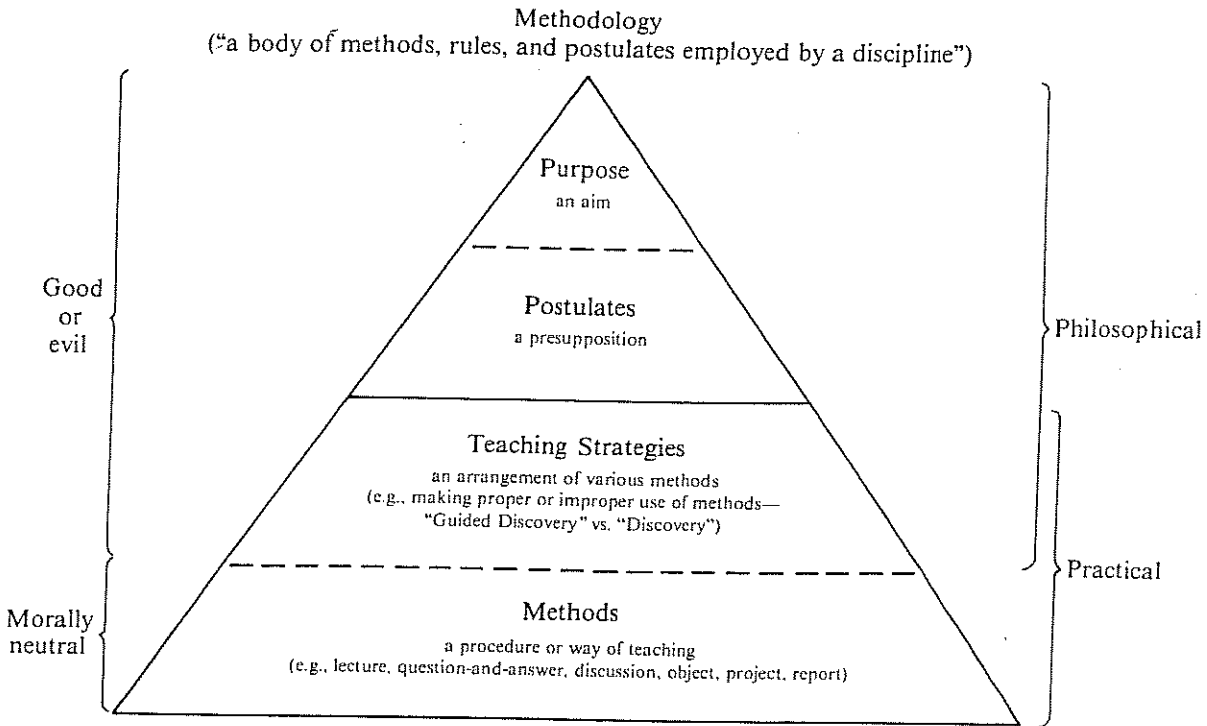 Methodology
("a body of methods, rules, and postulates employed by a discipline")
Purpose
an aim
Good
or
evil
Postulates
a presupposition
Philosophical
Teaching Strategies
an arrangement of various methods
(e.g., making proper or improper use of methods—
"Guided Discovery" vs. "Discovery")
Practical
Morally
neutral
Methods
a procedure or way of teaching
(e.g., lecture, question-and-answer, discussion, object, project, report)